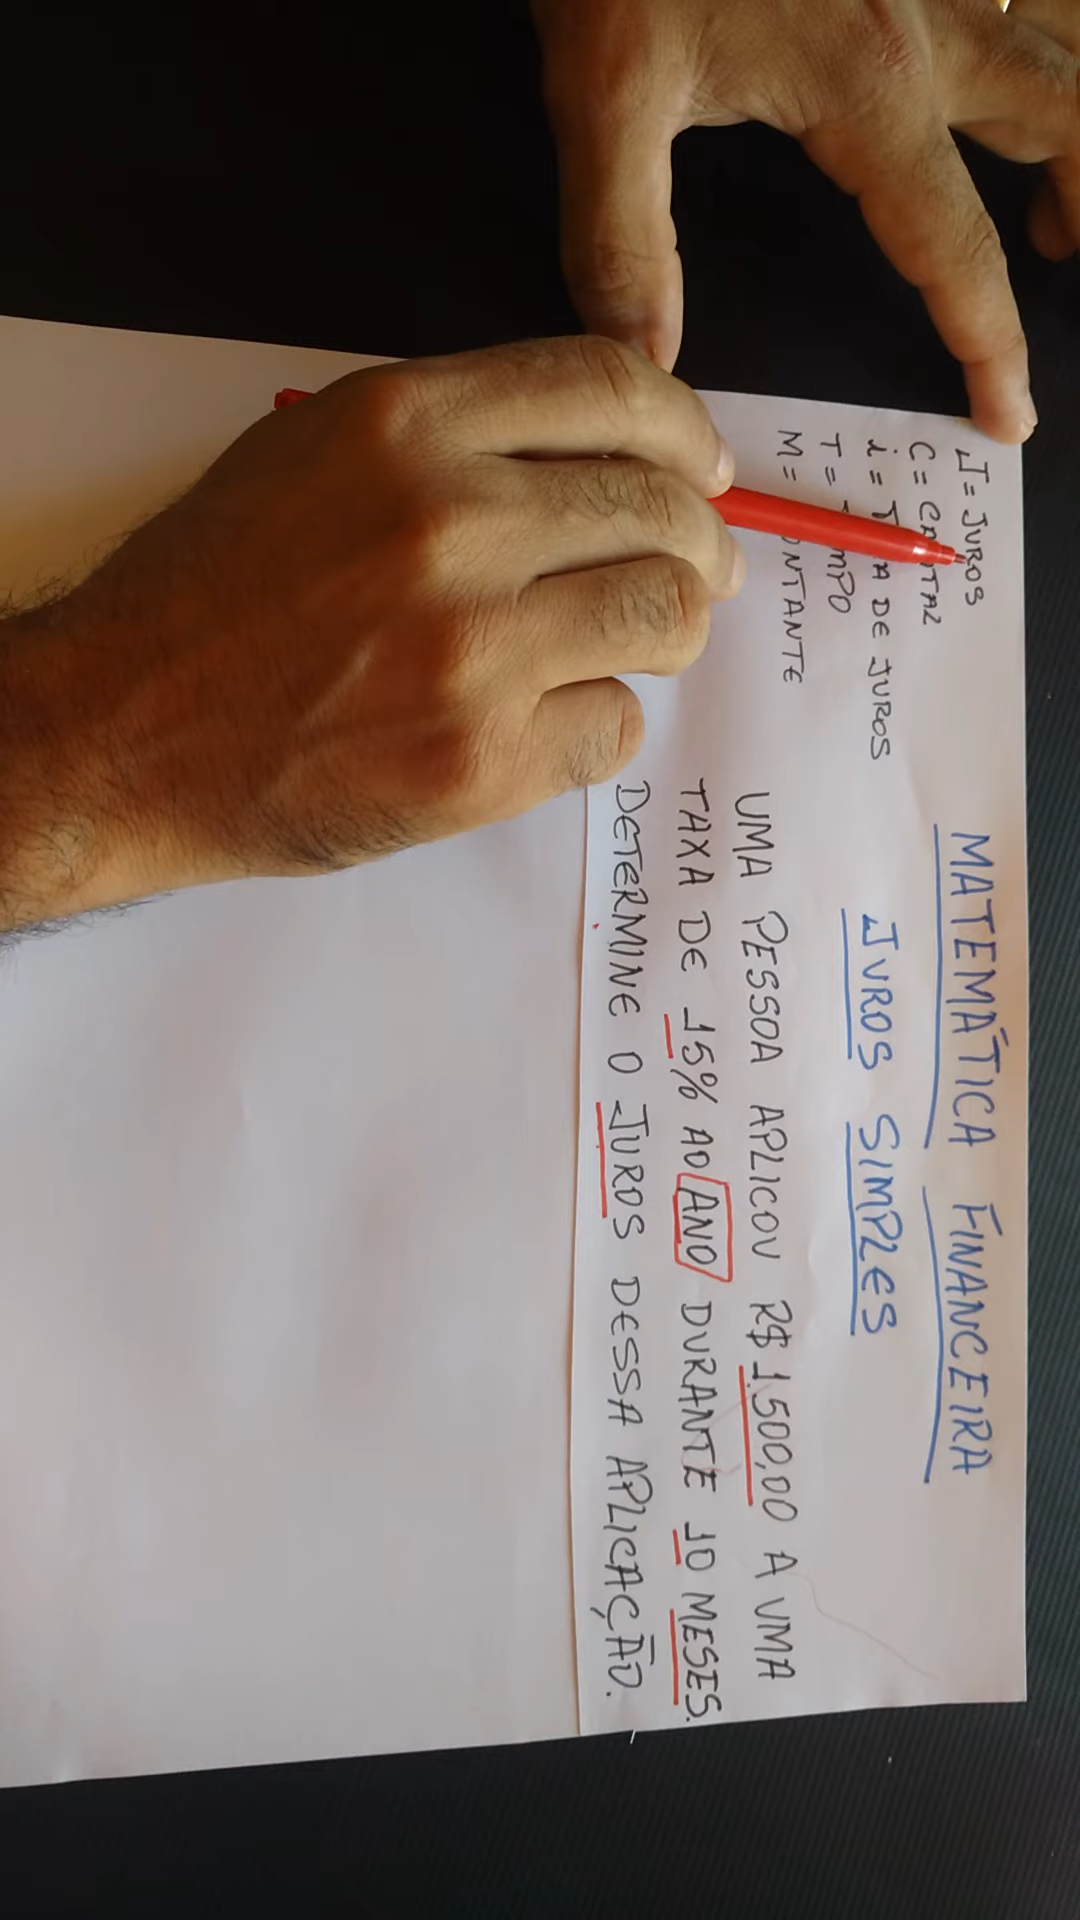 MATEMÁTICA FINANCEIRA
JUROS SIMPLES
J = JUROS
C =
i = DE JUROS
T =
M =
UMA PESSOA APLICOU R$ 1.500,00 A UMA
TAXA DE 15% AO ANO DURANTE 10 MESES.
DETERMINE O JUROS DESSA APLICAÇÃO.